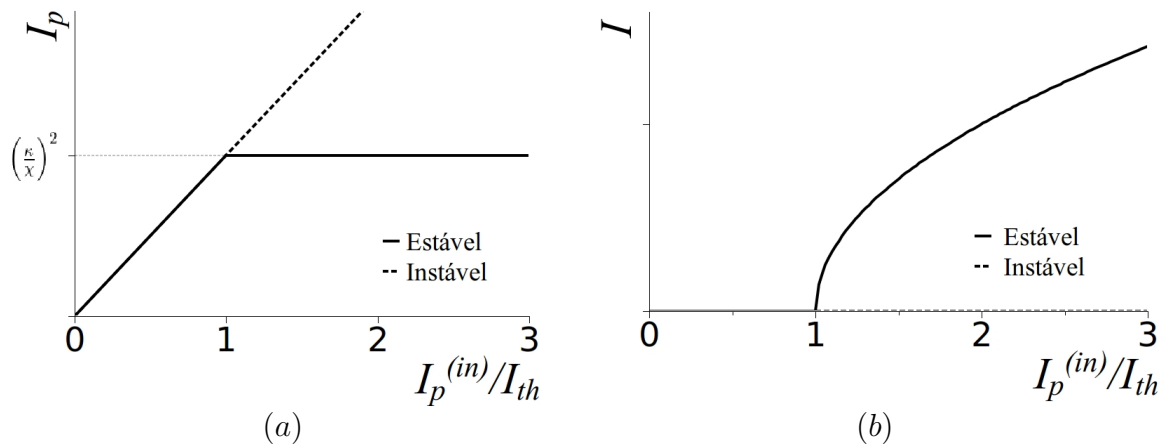 I_p
(κ/χ)²
Estável
Instável
0 1 2 3
I_p^(in)/I_th
(a)
I
Estável
Instável
0 1 2 3
I_p^(in)/I_th
(b)